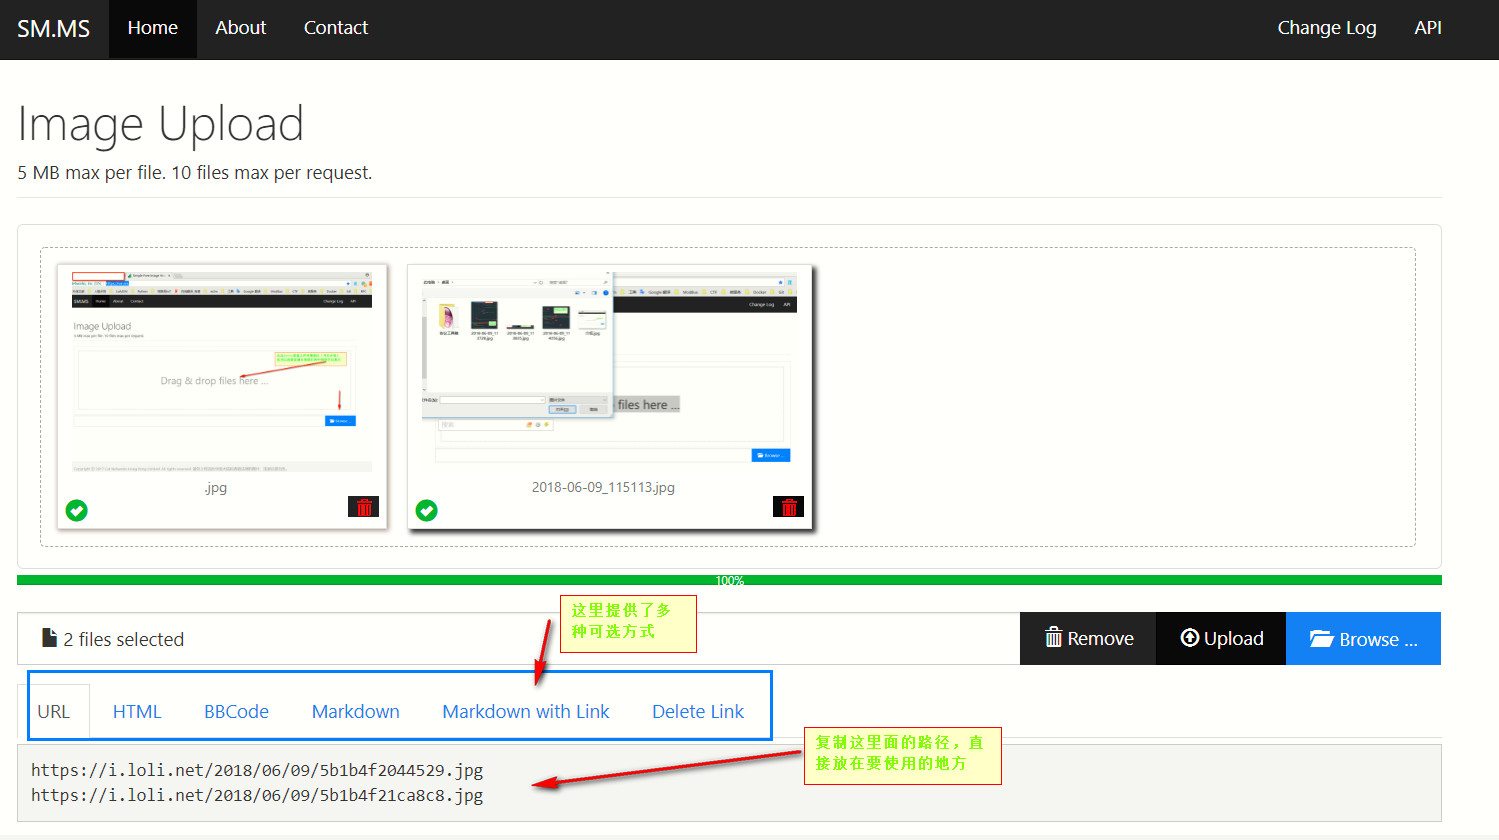 SM.MS Home About Contact Change Log API
Image Upload
5 MB max per file. 10 files max per request.
Image Upload
Drag & drop files here ...
Change Log API
files here ...
.jpg
2018-06-09_115113.jpg
100%
这里提供了多
种可选方式
2 files selected
Remove Upload Browse ...
URL HTML BBCode Markdown Markdown with Link Delete Link
复制这里面的路径，直
接放在要使用的地方
https://i.loli.net/2018/06/09/5b1b4f2044529.jpg
https://i.loli.net/2018/06/09/5b1b4f21ca8c8.jpg